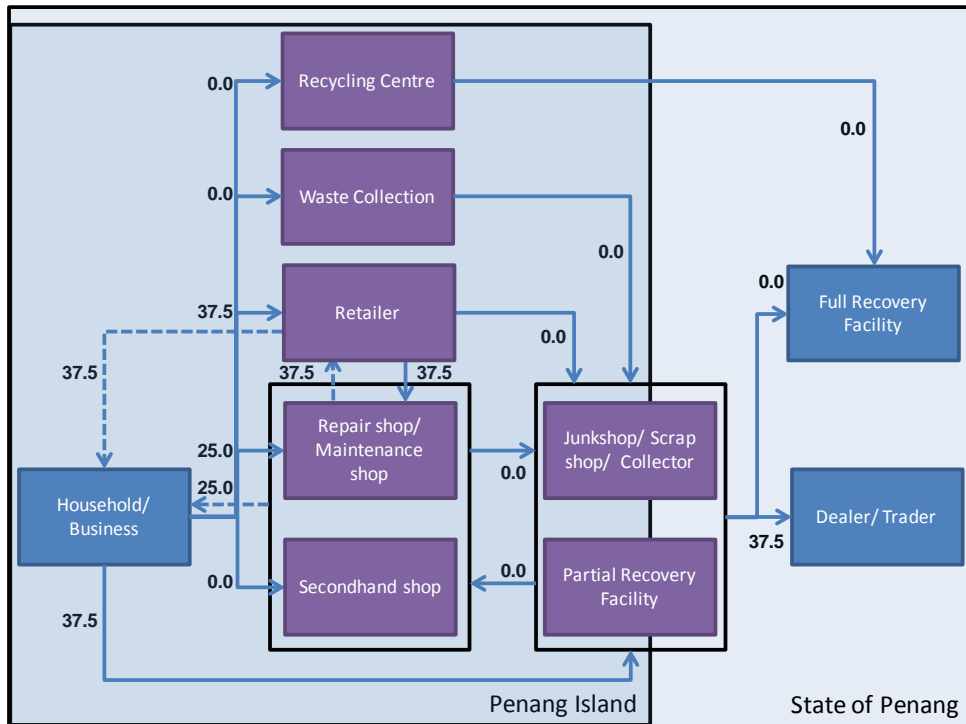 Recycling Centre
0.0
0.0
Waste Collection
0.0
0.0
Retailer
37.5
0.0
0.0
Full Recovery
Facility
37.5
37.5
37.5
Repair shop/
Maintenance
shop
25.0
Junkshop/ Scrap
shop/ Collector
0.0
25.0
Household/
Business
Dealer/ Trader
37.5
Secondhand shop
0.0
0.0
Partial Recovery
Facility
37.5
Penang Island
State of Penang